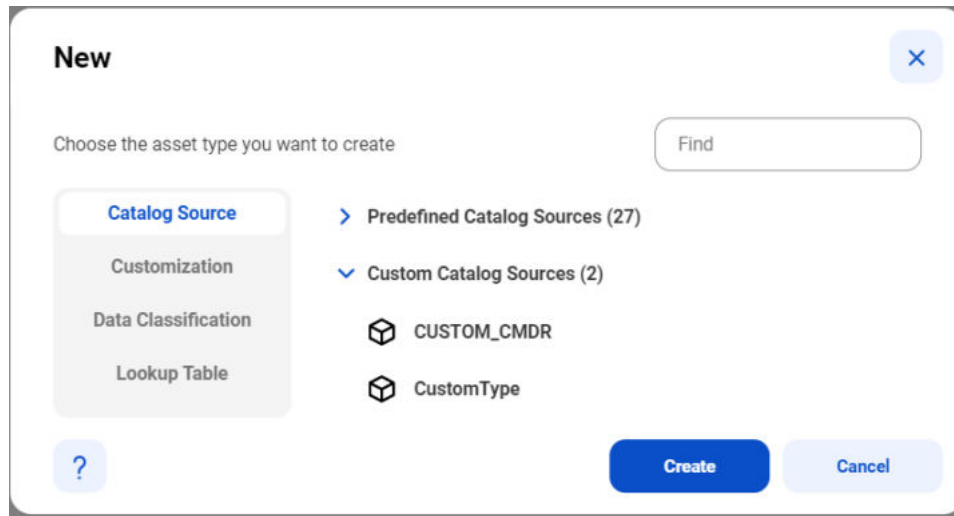 New
Choose the asset type you want to create
Find
Catalog Source
Customization
Data Classification
Lookup Table
Predefined Catalog Sources (27)
Custom Catalog Sources (2)
CUSTOM_CMDR
CustomType
?
Create
Cancel